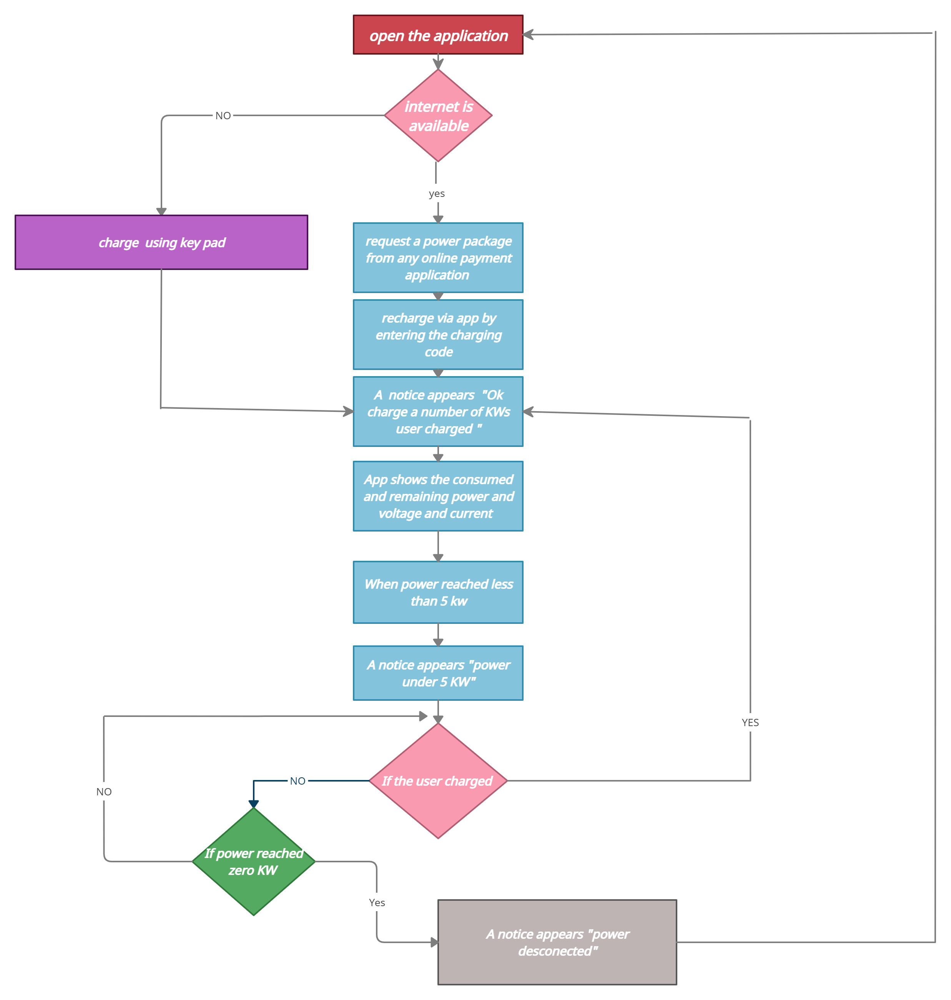 open the application
internet is
available
NO
yes
charge  using key pad
request a power package
from any online payment
application
recharge via app by
entering the charging
code
A  notice appears  "Ok
charge a number of KWs
user charged "
App shows the consumed
and remaining power and
voltage and current
When power reached less
than 5 kw
A notice appears "power
under 5 KW"
YES
If the user charged
NO
NO
If power reached
zero KW
Yes
A notice appears "power
desconected"